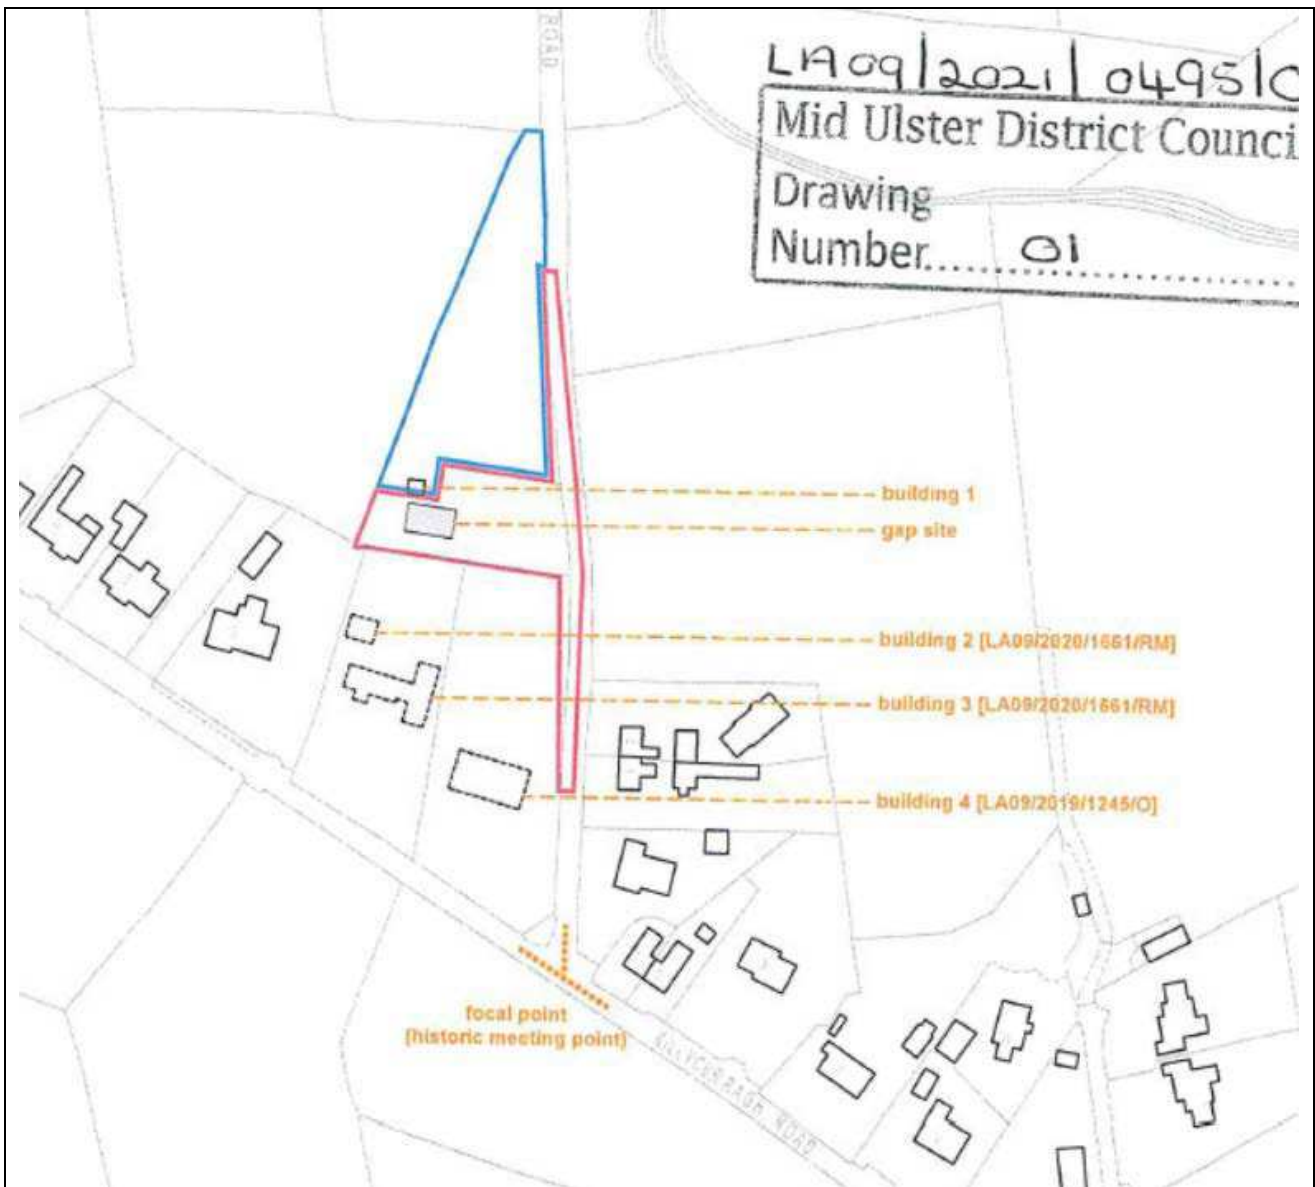 ROAD
LA09/2021/0495/O
Mid Ulster District Counci
Drawing
Number.... 01
building 1
gap site
building 2 [LA09/2020/1661/RM]
building 3 [LA09/2020/1661/RM]
building 4 [LA09/2019/1245/O]
focal point
[historic meeting point]
KILLYCURRAGH ROAD